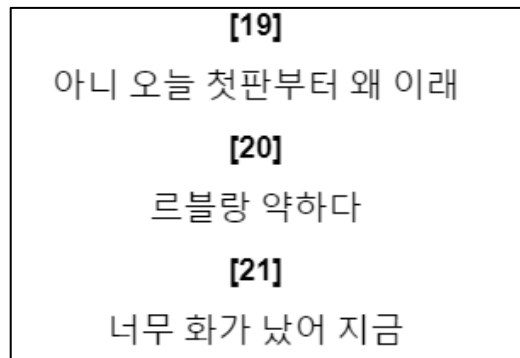 [19]
아니 오늘 첫판부터 왜 이래
[20]
르블랑 약하다
[21]
너무 화가 났어 지금